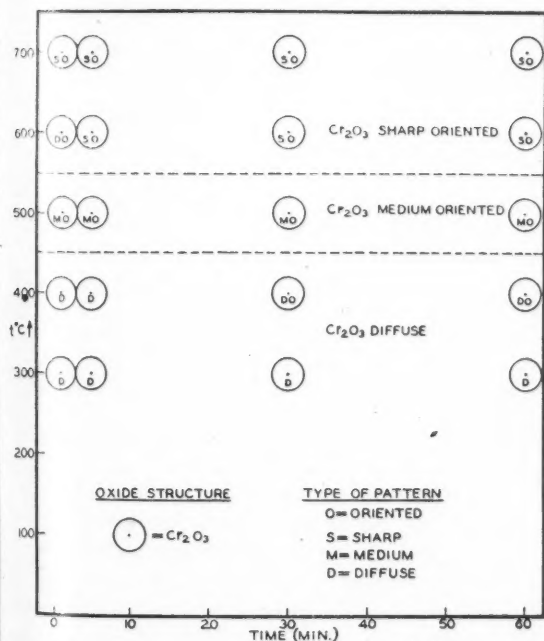 700
SO SO SO SO
600
DO SO SO SO
Cr2O3 SHARP ORIENTED
500
MO MO MO MO
Cr2O3 MEDIUM ORIENTED
400
D D DO DO
t°C↑
Cr2O3 DIFFUSE
300
D D D D
200
OXIDE STRUCTURE
= Cr2O3
TYPE OF PATTERN
O = ORIENTED
S = SHARP
M = MEDIUM
D = DIFFUSE
100
0 10 20 30 40 50 60
TIME (MIN.)